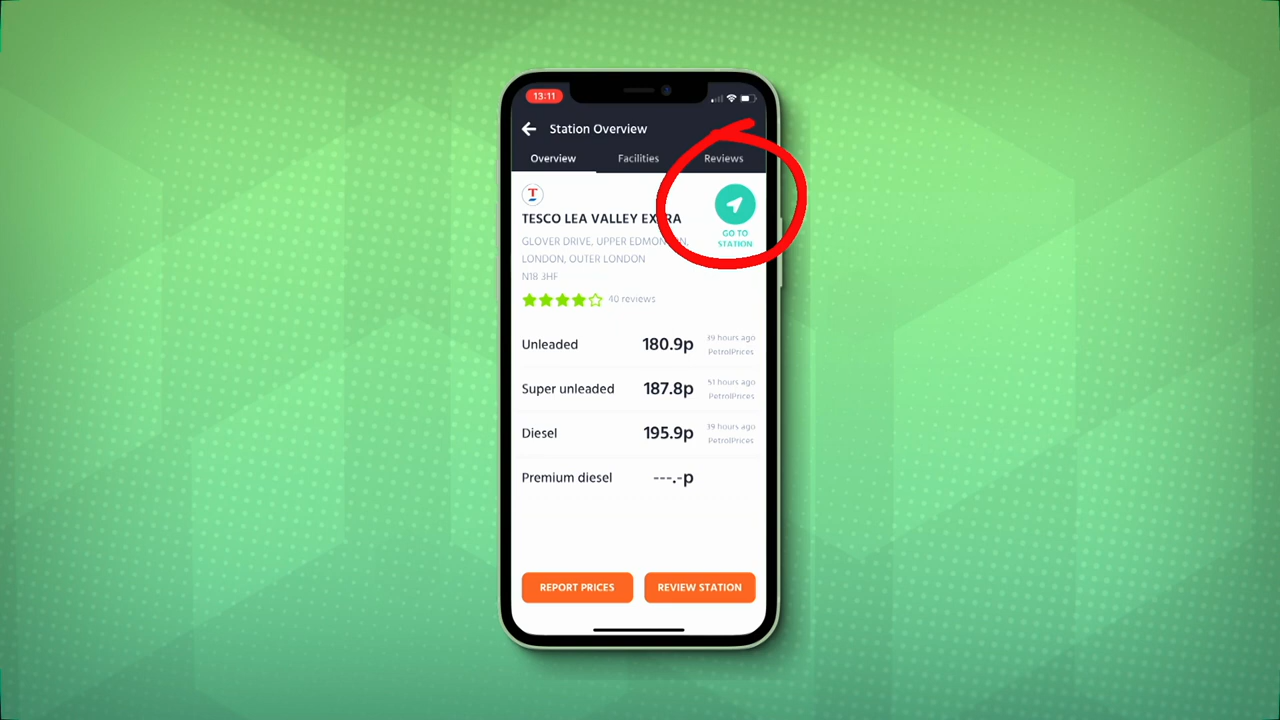 13:11
Station Overview
Overview Facilities Reviews
T
TESCO LEA VALLEY EXTRA
GO TO
STATION
GLOVER DRIVE, UPPER EDMONTON,
LONDON, OUTER LONDON
N18 3HF
40 reviews
Unleaded 180.9p 39 hours ago
PetrolPrices
Super unleaded 187.8p 51 hours ago
PetrolPrices
Diesel 195.9p 39 hours ago
PetrolPrices
Premium diesel ---.-p
REPORT PRICES REVIEW STATION